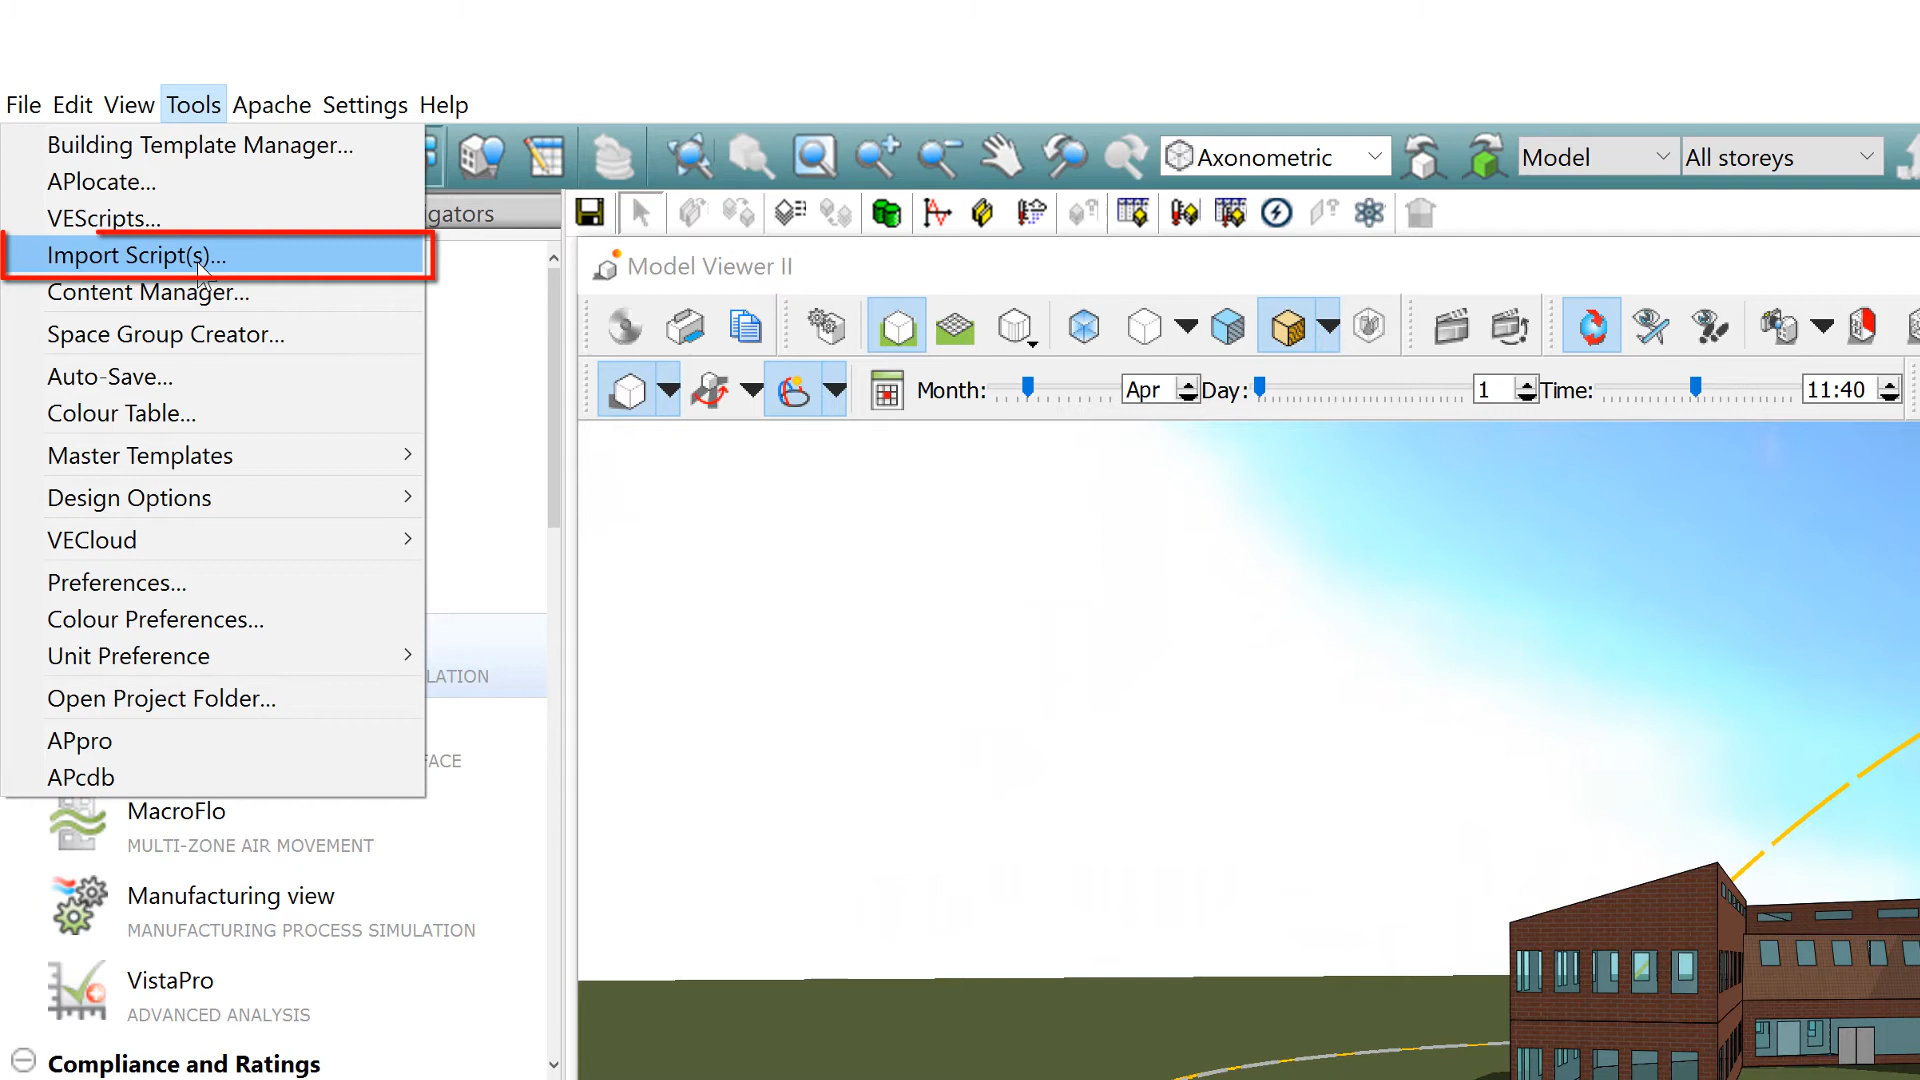 File Edit View Tools Apache Settings Help
Building Template Manager...
APlocate...
VEScripts...
Import Script(s)...
Content Manager...
Space Group Creator...
Auto-Save...
Colour Table...
Master Templates
Design Options
VECloud
Preferences...
Colour Preferences...
Unit Preference
Open Project Folder...
APpro
APcdb
Axonometric
Model
All storeys
gators
Model Viewer II
Month: Apr Day: 1 Time: 11:40
LATION
FACE
MacroFlo
MULTI-ZONE AIR MOVEMENT
Manufacturing view
MANUFACTURING PROCESS SIMULATION
VistaPro
ADVANCED ANALYSIS
Compliance and Ratings